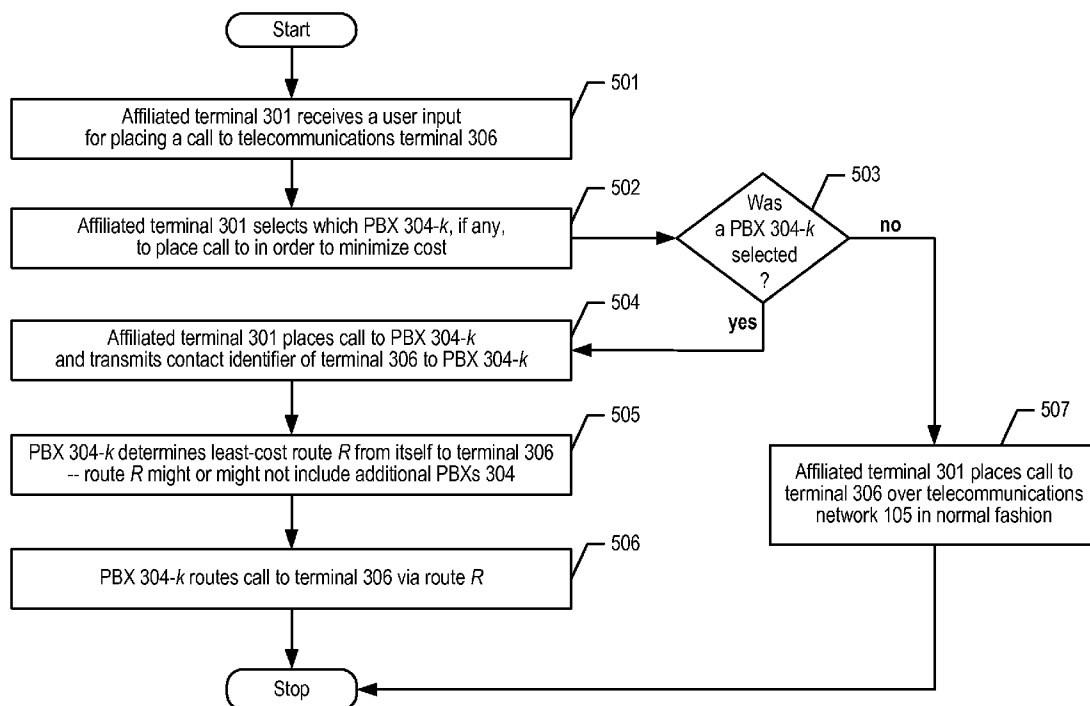 Start
501
Affiliated terminal 301 receives a user input
for placing a call to telecommunications terminal 306
502
Affiliated terminal 301 selects which PBX 304-k, if any,
to place call to in order to minimize cost
503
Was
a PBX 304-k
selected
?
no
yes
504
Affiliated terminal 301 places call to PBX 304-k
and transmits contact identifier of terminal 306 to PBX 304-k
505
PBX 304-k determines least-cost route R from itself to terminal 306
-- route R might or might not include additional PBXs 304
507
Affiliated terminal 301 places call to
terminal 306 over telecommunications
network 105 in normal fashion
506
PBX 304-k routes call to terminal 306 via route R
Stop